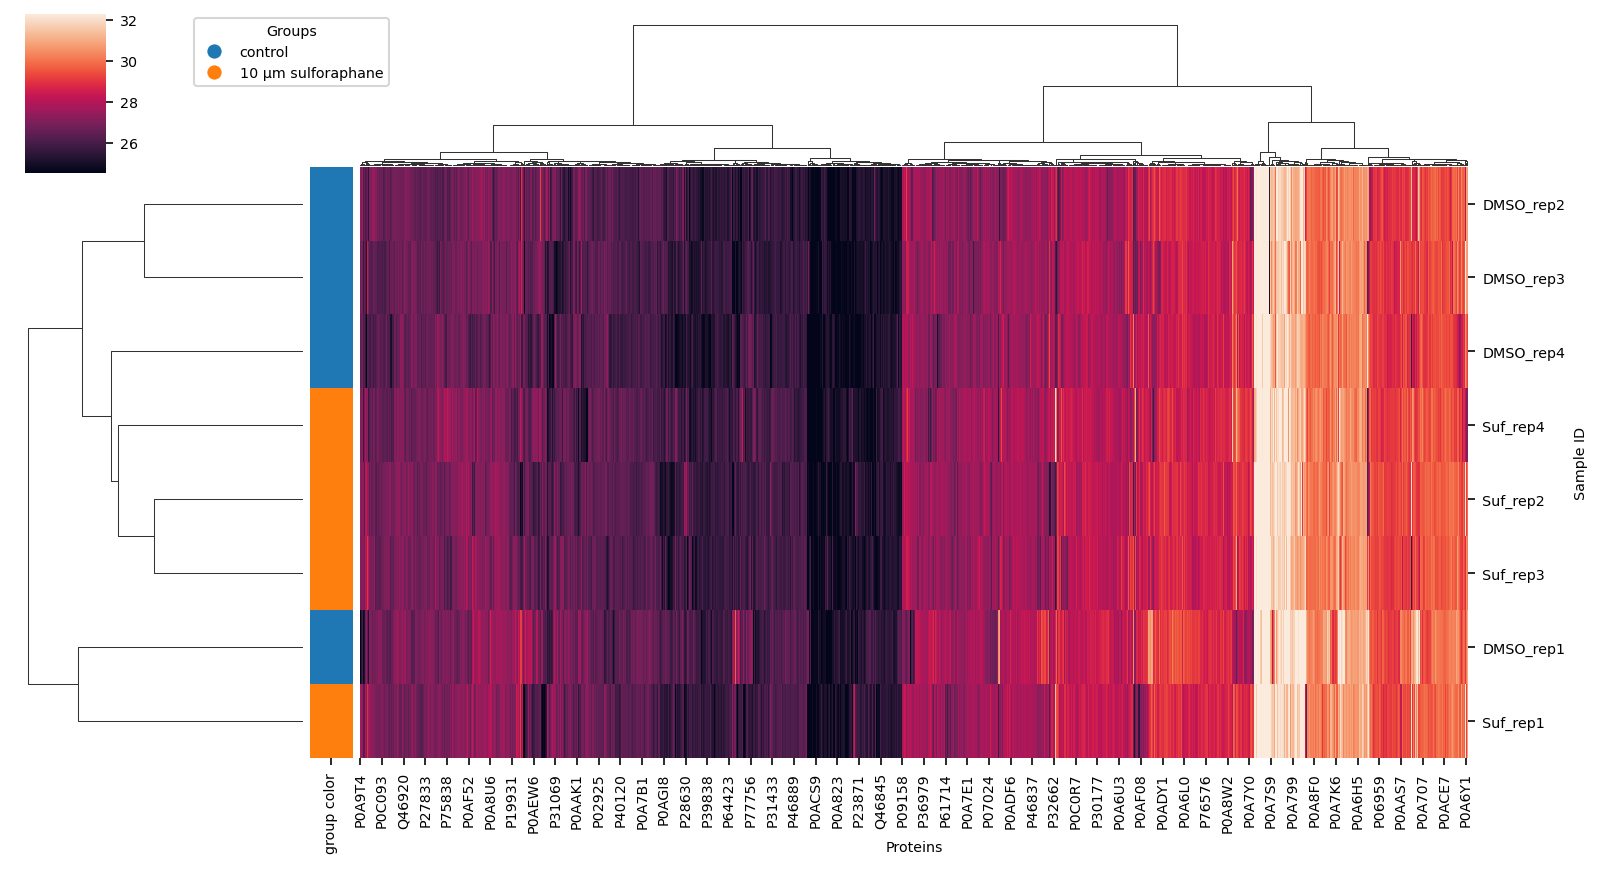 32
30
28
26
Groups
control
10 μm sulforaphane
DMSO_rep2
DMSO_rep3
DMSO_rep4
Suf_rep4
Suf_rep2
Suf_rep3
DMSO_rep1
Suf_rep1
Sample ID
group color
P0A9T4
P0C093
Q46920
P27833
P75838
P0AF52
P0A8U6
P19931
P0AEW6
P31069
P0AAK1
P02925
P40120
P0A7B1
P0AGI8
P28630
P39838
P64423
P77756
P31433
P46889
P0ACS9
P0A823
P23871
Q46845
P09158
P36979
P61714
P0A7E1
P07024
P0ADF6
P46837
P32662
P0C0R7
P30177
P0A6U3
P0AF08
P0ADY1
P0A6L0
P76576
P0A8W2
P0A7Y0
P0A7S9
P0A799
P0A8F0
P0A7K6
P0A6H5
P06959
P0AAS7
P0A707
P0ACE7
P0A6Y1
Proteins